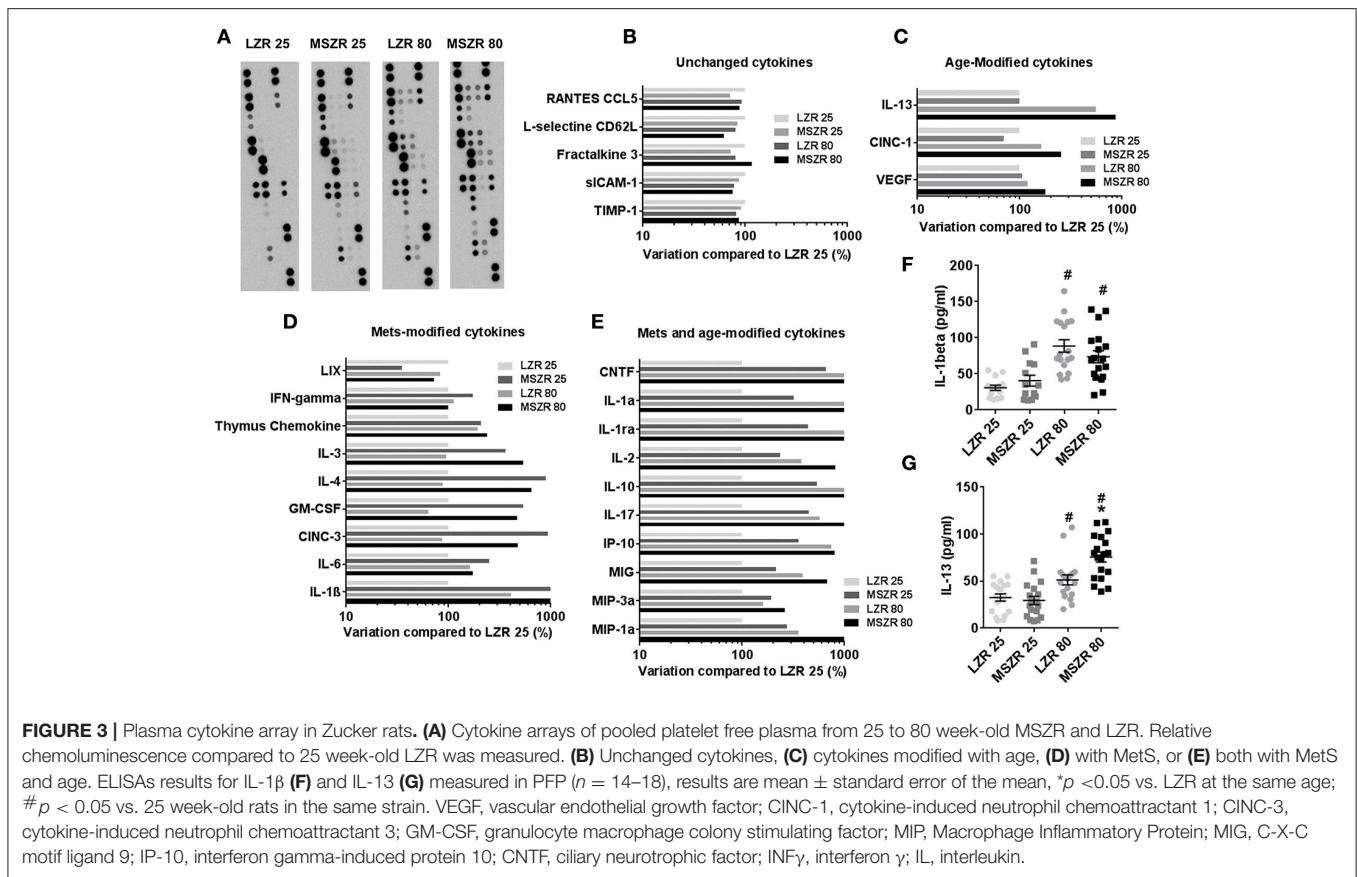 A
LZR 25 MSZR 25 LZR 80 MSZR 80
B
Unchanged cytokines
RANTES CCL5
L-selectine CD62L
Fractalkine 3
sICAM-1
TIMP-1
LZR 25
MSZR 25
LZR 80
MSZR 80
10 100 1000
Variation compared to LZR 25 (%)
C
Age-Modified cytokines
IL-13
CINC-1
VEGF
LZR 25
MSZR 25
LZR 80
MSZR 80
10 100 1000
Variation compared to LZR 25 (%)
D
Mets-modified cytokines
LIX
IFN-gamma
Thymus Chemokine
IL-3
IL-4
GM-CSF
CINC-3
IL-6
IL-1ß
LZR 25
MSZR 25
LZR 80
MSZR 80
10 100 1000
Variation compared to LZR 25 (%)
E
Mets and age-modified cytokines
CNTF
IL-1a
IL-1ra
IL-2
IL-10
IL-17
IP-10
MIG
MIP-3a
MIP-1a
LZR 25
MSZR 25
LZR 80
MSZR 80
10 100 1000
Variation compared to LZR 25 (%)
F
IL-1beta (pg/ml)
200
150
100
50
0
# #
LZR 25 MSZR 25 LZR 80 MSZR 80
G
IL-13 (pg/ml)
150
100
50
0
# #
*
LZR 25 MSZR 25 LZR 80 MSZR 80
FIGURE 3 | Plasma cytokine array in Zucker rats. (A) Cytokine arrays of pooled platelet free plasma from 25 to 80 week-old MSZR and LZR. Relative
chemoluminescence compared to 25 week-old LZR was measured. (B) Unchanged cytokines, (C) cytokines modified with age, (D) with MetS, or (E) both with MetS
and age. ELISAs results for IL-1β (F) and IL-13 (G) measured in PFP (n = 14–18), results are mean ± standard error of the mean, *p <0.05 vs. LZR at the same age;
#p < 0.05 vs. 25 week-old rats in the same strain. VEGF, vascular endothelial growth factor; CINC-1, cytokine-induced neutrophil chemoattractant 1; CINC-3,
cytokine-induced neutrophil chemoattractant 3; GM-CSF, granulocyte macrophage colony stimulating factor; MIP, Macrophage Inflammatory Protein; MIG, C-X-C
motif ligand 9; IP-10, interferon gamma-induced protein 10; CNTF, ciliary neurotrophic factor; INFγ, interferon γ; IL, interleukin.